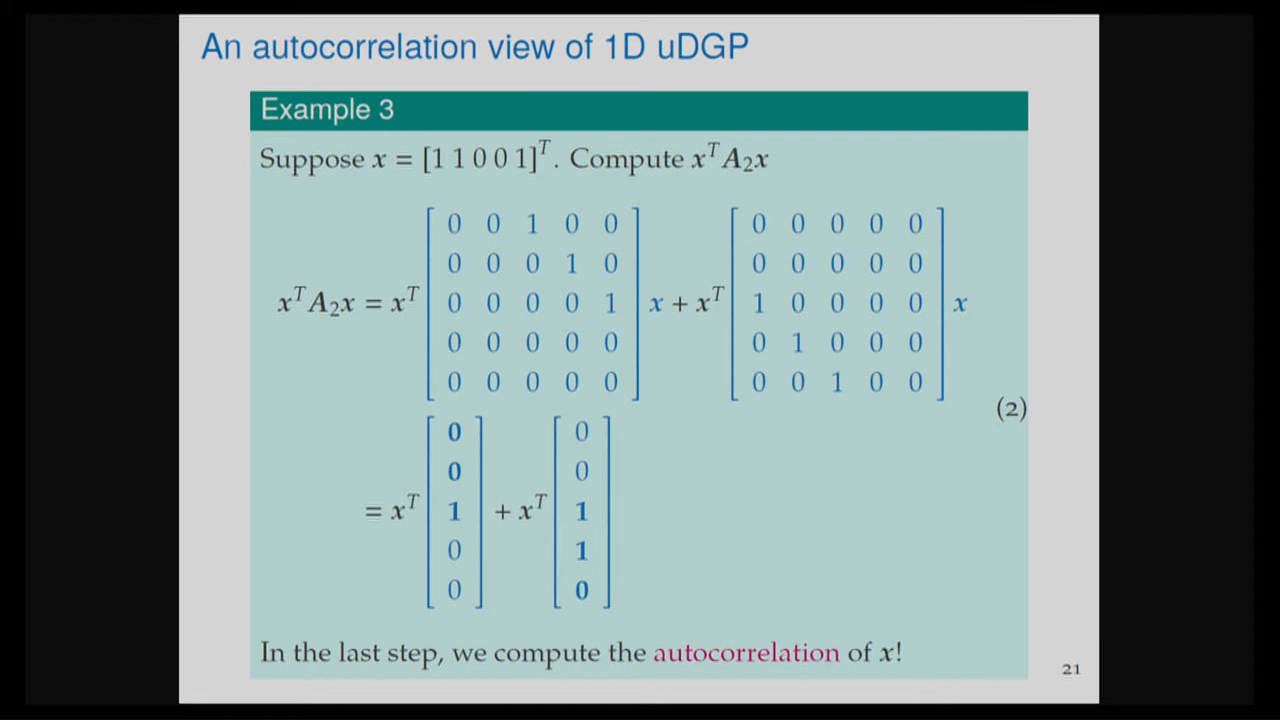 An autocorrelation view of 1D uDGP
Example 3
Suppose x = [1 1 0 0 1]^T. Compute x^T A_2 x
x^T A_2 x = x^T [ 0 0 1 0 0 ; 0 0 0 1 0 ; 0 0 0 0 1 ; 0 0 0 0 0 ; 0 0 0 0 0 ] x + x^T [ 0 0 0 0 0 ; 0 0 0 0 0 ; 1 0 0 0 0 ; 0 1 0 0 0 ; 0 0 1 0 0 ] x
(2)
= x^T [ 0 ; 0 ; 1 ; 0 ; 0 ] + x^T [ 0 ; 0 ; 1 ; 1 ; 0 ]
In the last step, we compute the autocorrelation of x!
21